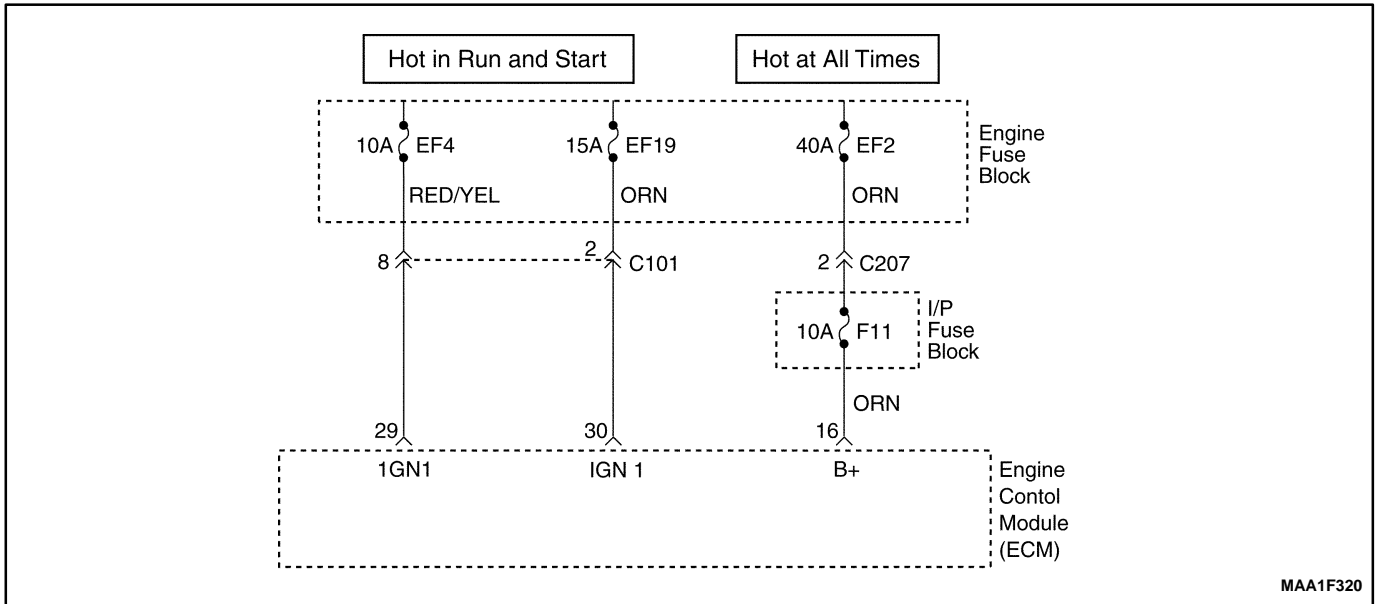 Hot in Run and Start
Hot at All Times
10A EF4
15A EF19
40A EF2
Engine
Fuse
Block
RED/YEL
ORN
ORN
8
2
C101
2
C207
10A F11
I/P
Fuse
Block
ORN
29
30
16
1GN1
IGN 1
B+
Engine
Contol
Module
(ECM)
MAA1F320